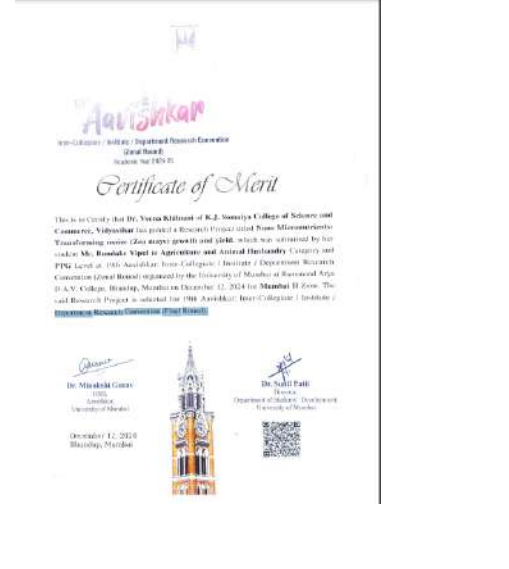 Aavishkar
Inter-Collegiate / Institute / Department Research Convention
(Zonal Round)
Academic Year 2024-25
Certificate of Merit
This is to Certify that Dr. Veena Khilnani of K.J. Somaiya College of Science and
Commerce, Vidyavihar has guided a Research Project titled Nano Micronutrients:
Transforming maize (Zea mays) growth and yield, which was submitted by her
student Mr. Vipul in Agriculture and Animal Husbandry Category and
PPG Level at 19th Aavishkar: Inter-Collegiate / Institute / Department Research
Convention (Zonal Round) organized by the University of Mumbai at Ramanand Arya
D.A.V. College, Bhandup, Mumbai on December 12, 2024 for Mumbai II Zone. The
said Research Project is selected for 19th Aavishkar: Inter-Collegiate / Institute /
Department Research Convention (Final Round).
Dr. Minakshi Gurav
OSD,
Aavishkar
University of Mumbai
Dr. Sunil Patil
Director,
Department of Students' Development
University of Mumbai
December 12, 2024
Bhandup, Mumbai